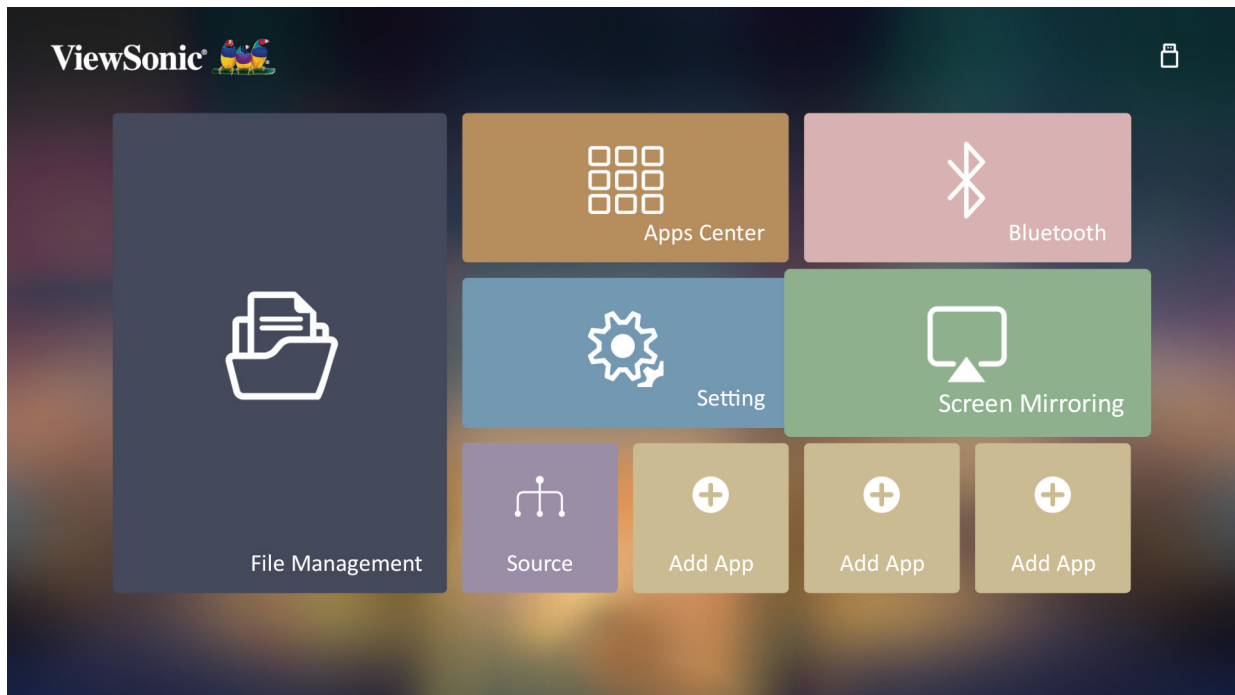 ViewSonic®
Apps Center
Bluetooth
Setting
Screen Mirroring
File Management
Source
Add App
Add App
Add App